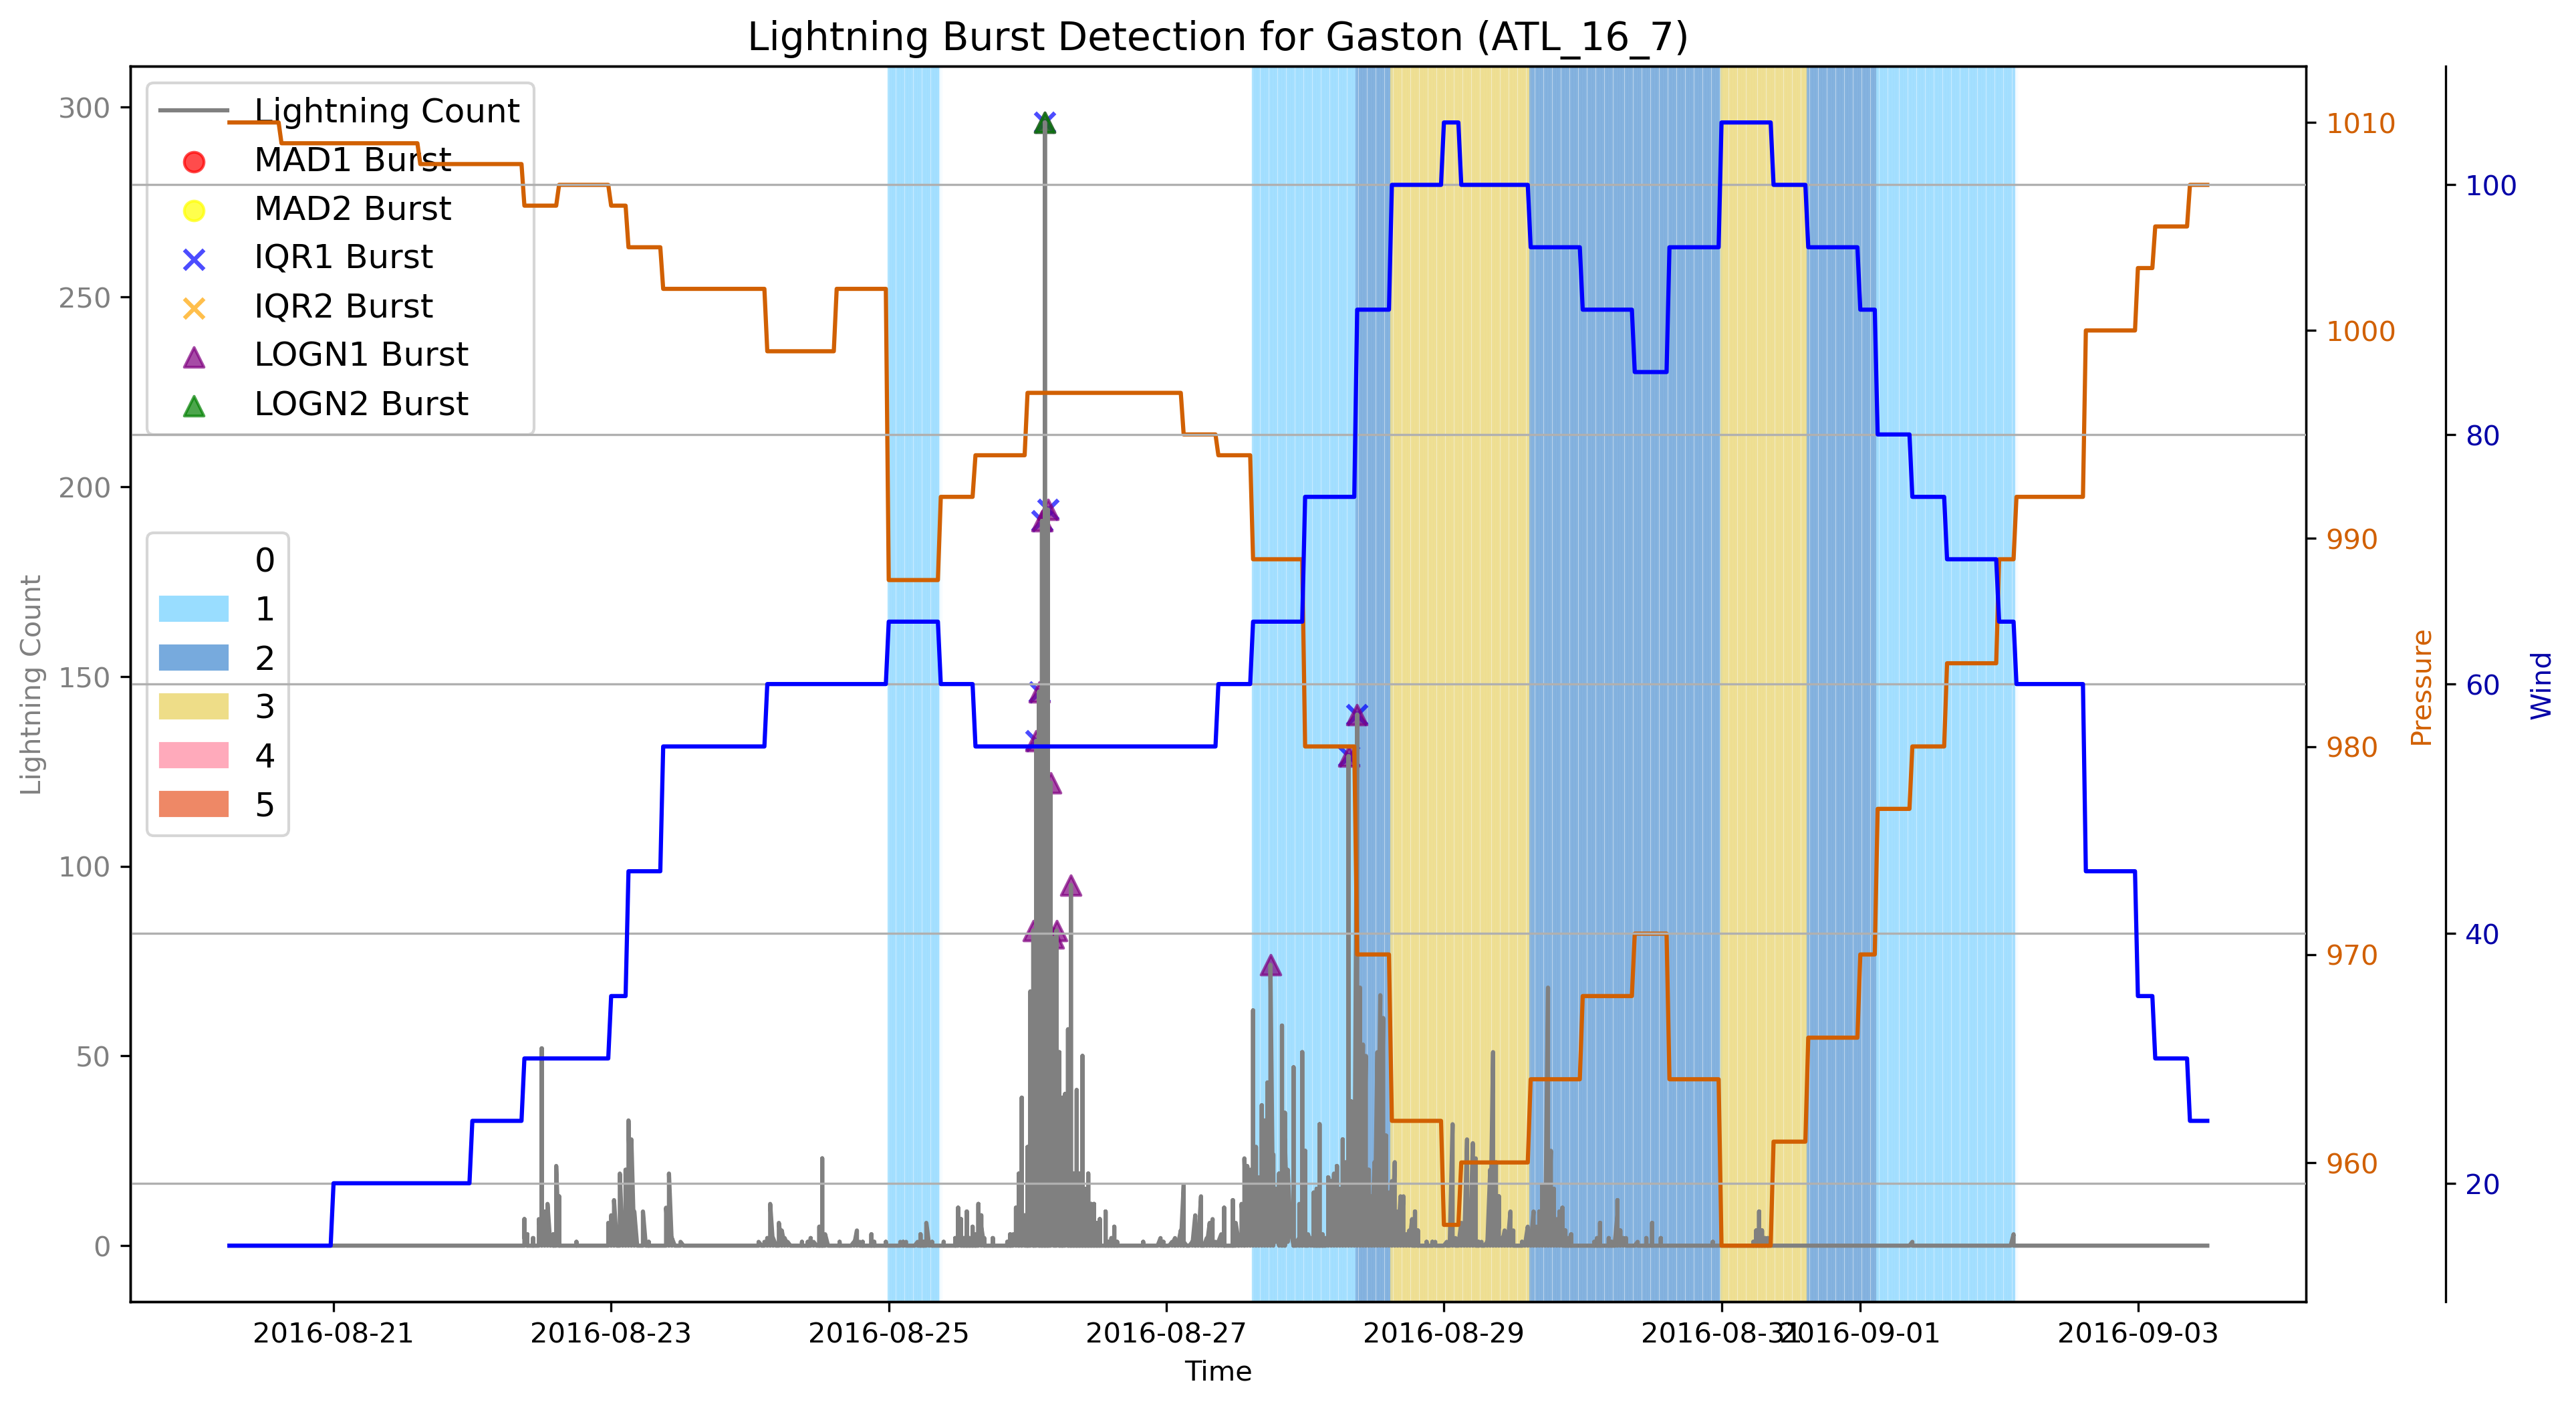 Lightning Burst Detection for Gaston (ATL_16_7)
Lightning Count
MAD1 Burst
MAD2 Burst
IQR1 Burst
IQR2 Burst
LOGN1 Burst
LOGN2 Burst
0
1
2
3
4
5
Lightning Count
300
250
200
150
100
50
0
1010
1000
990
980
970
960
Pressure
100
80
60
40
20
Wind
2016-08-21
2016-08-23
2016-08-25
2016-08-27
2016-08-29
2016-08-31
2016-09-01
2016-09-03
Time